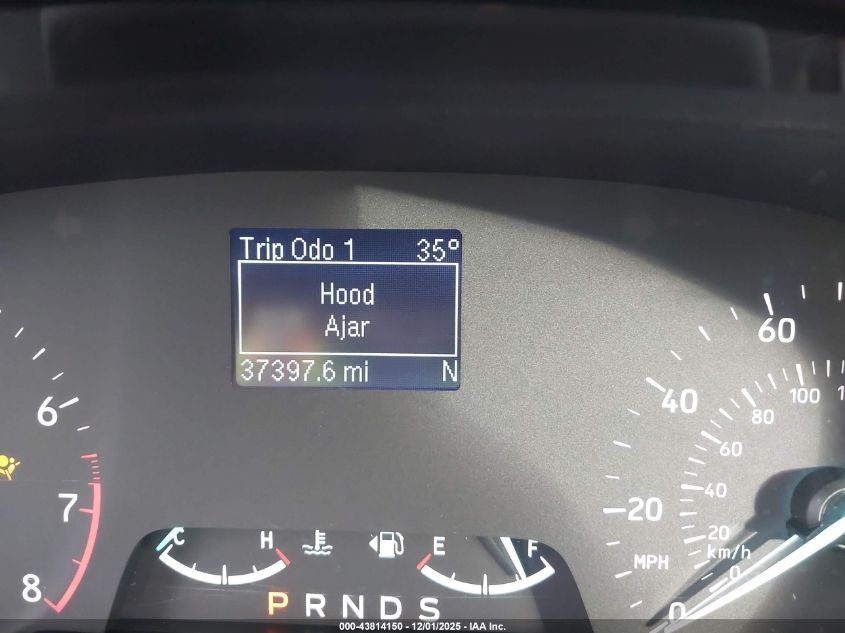 Trip Odo 1 35°
Hood
Ajar
37397.6 mi N
6
7
8
C H
E F
P R N D S
60
40
20
0
MPH
100
80
60
40
20
0
km/h
000-43814150 - 12/01/2025 - IAA Inc.